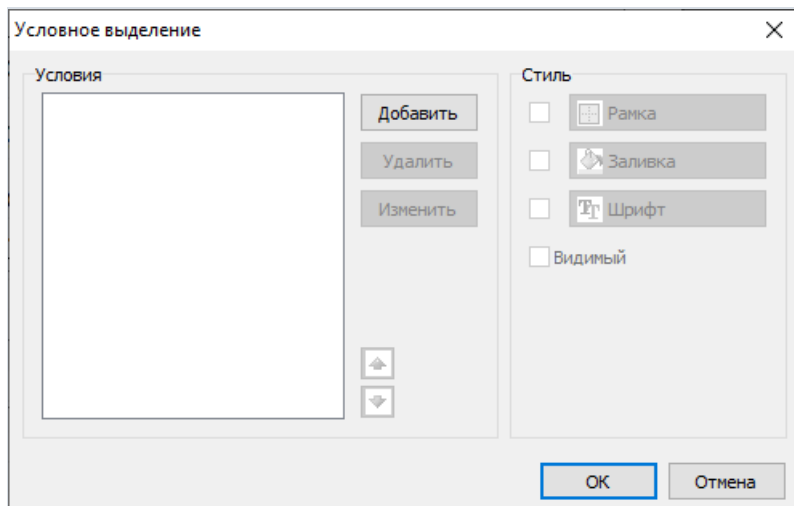 Условное выделение
Условия
Добавить
Удалить
Изменить
Стиль
Рамка
Заливка
Шрифт
Видимый
OK
Отмена